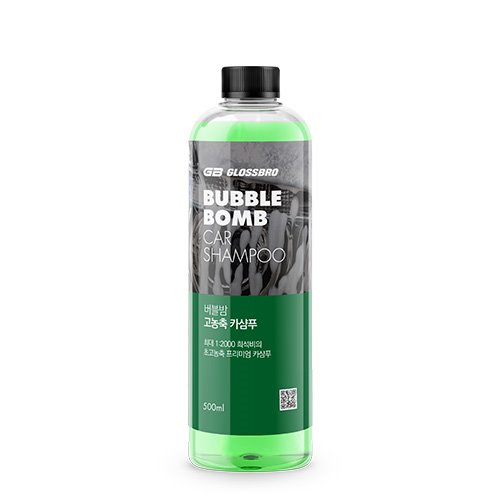 GB GLOSSBRO
BUBBLE
BOMB
CAR
SHAMPOO
버블밤
고농축 카샴푸
최대 1:2000 희석비의
초고농축 프리미엄 카샴푸
500ml